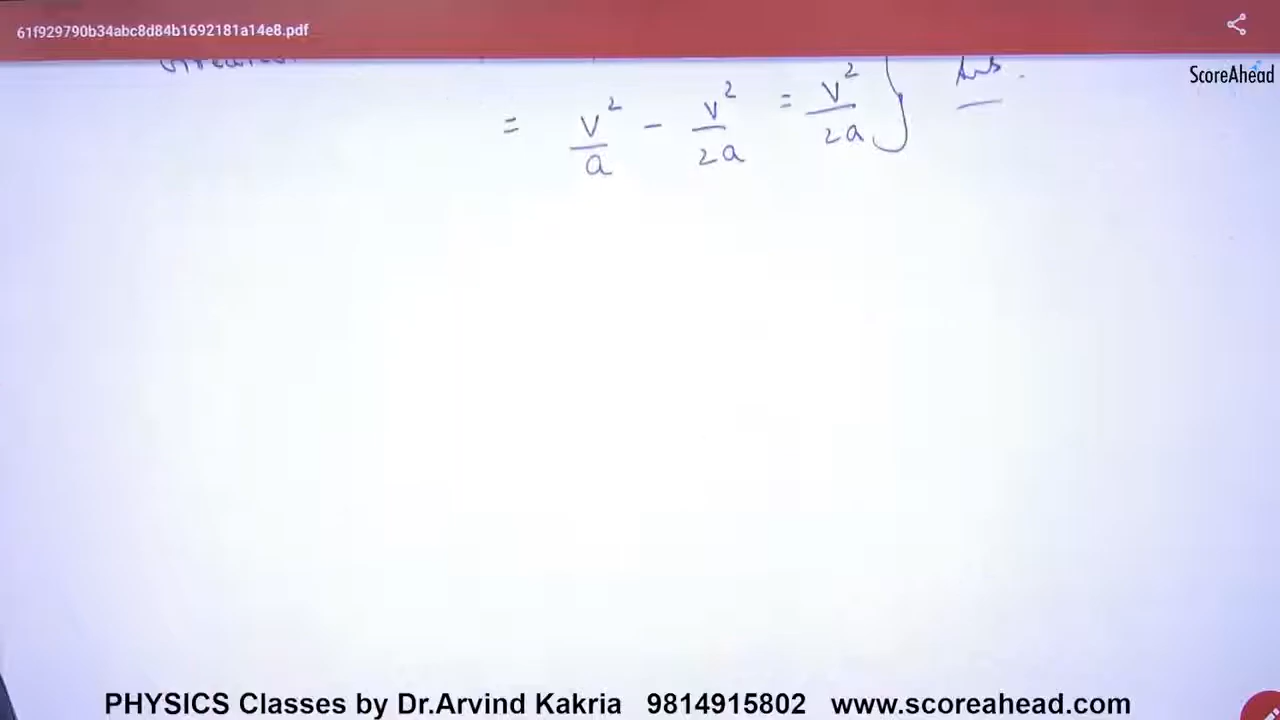 61f929790b34abc8d84b1692181a14e8.pdf
ScoreAhead
Ans.
= v²/a - v²/2a = v²/2a
PHYSICS Classes by Dr.Arvind Kakria 9814915802 www.scoreahead.com